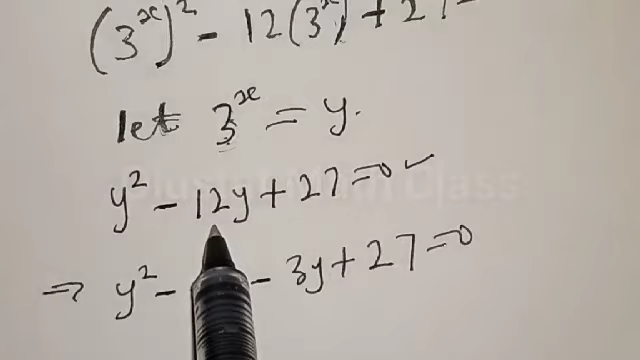 (3^x)^2 - 12(3^x) + 27
let 3^x = y.
y^2 - 12y + 27 = 0 ✓
⇒ y^2 - - 3y + 27 = 0